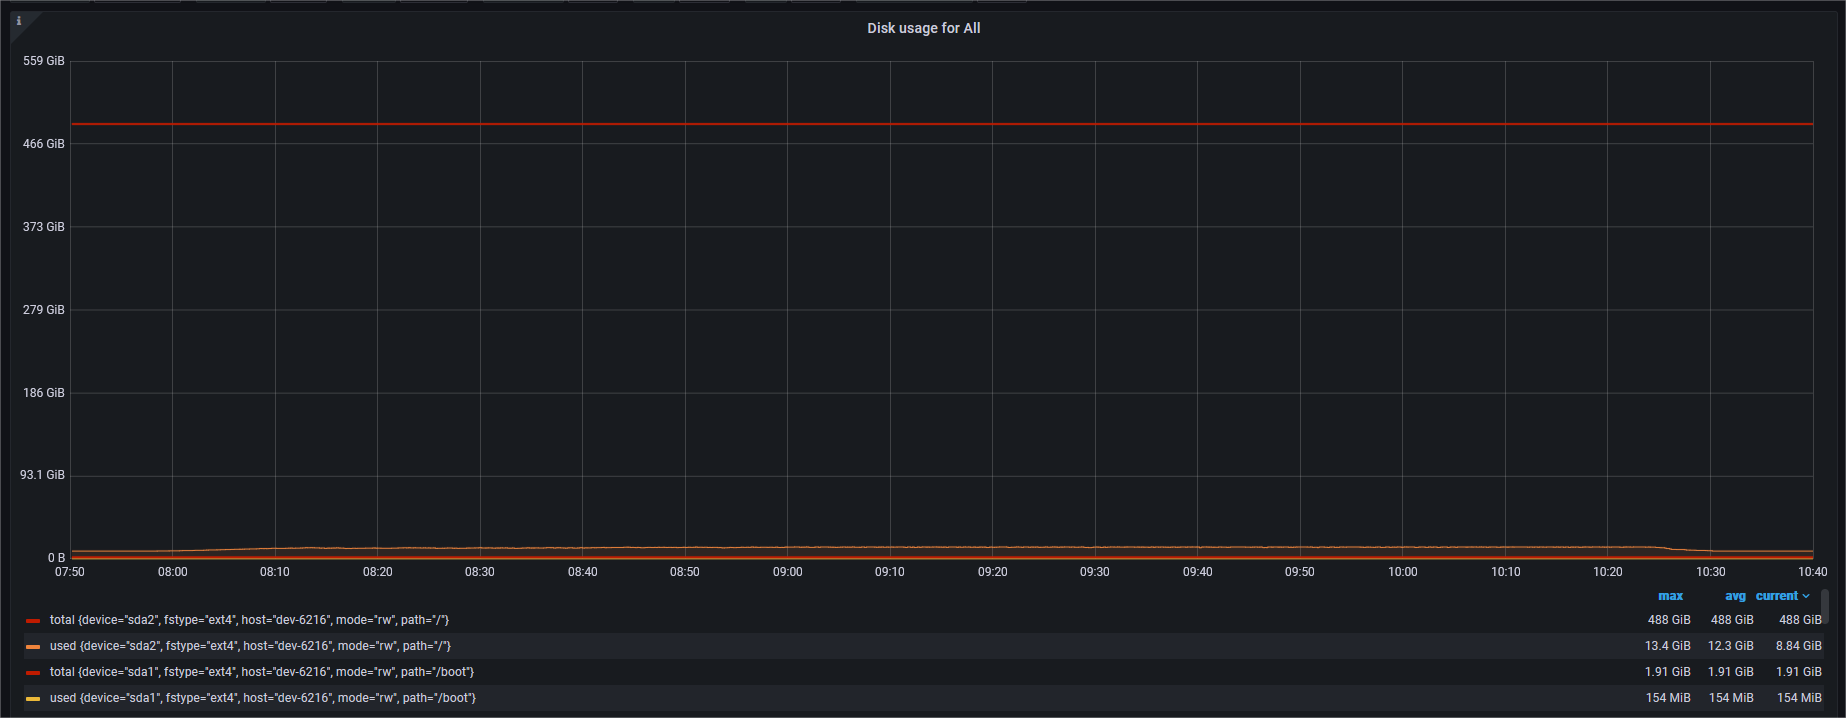 i
Disk usage for All
559 GiB
466 GiB
373 GiB
279 GiB
186 GiB
93.1 GiB
0 B
07:50 08:00 08:10 08:20 08:30 08:40 08:50 09:00 09:10 09:20 09:30 09:40 09:50 10:00 10:10 10:20 10:30 10:40
max avg current
total {device="sda2", fstype="ext4", host="dev-6216", mode="rw", path="/"} 488 GiB 488 GiB 488 GiB
used {device="sda2", fstype="ext4", host="dev-6216", mode="rw", path="/"} 13.4 GiB 12.3 GiB 8.84 GiB
total {device="sda1", fstype="ext4", host="dev-6216", mode="rw", path="/boot"} 1.91 GiB 1.91 GiB 1.91 GiB
used {device="sda1", fstype="ext4", host="dev-6216", mode="rw", path="/boot"} 154 MiB 154 MiB 154 MiB